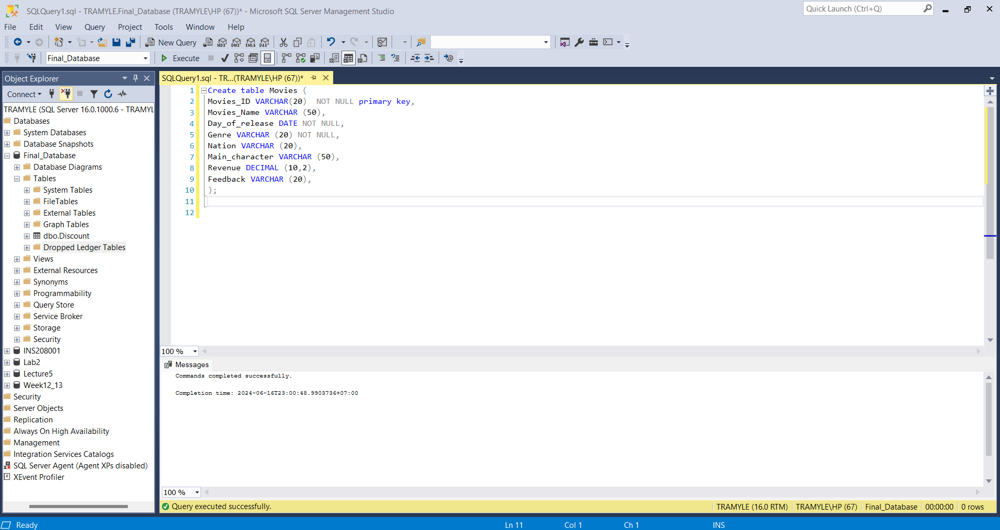 SQLQuery1.sql - TRAMYLE.Final_Database (TRAMYLE\HP (67))* - Microsoft SQL Server Management Studio
Quick Launch (Ctrl+Q)
File Edit View Query Project Tools Window Help
New Query MDX DMX XMLA DAX
Final_Database Execute
Object Explorer
Connect
TRAMYLE (SQL Server 16.0.1000.6 - TRAMYL
Databases
System Databases
Database Snapshots
Final_Database
Database Diagrams
Tables
System Tables
FileTables
External Tables
Graph Tables
dbo.Discount
Dropped Ledger Tables
Views
External Resources
Synonyms
Programmability
Query Store
Service Broker
Storage
Security
INS208001
Lab2
Lecture5
Week12_13
Security
Server Objects
Replication
Always On High Availability
Management
Integration Services Catalogs
SQL Server Agent (Agent XPs disabled)
XEvent Profiler
SQLQuery1.sql - TR...(TRAMYLE\HP (67))*
1 Create table Movies (
2 Movies_ID VARCHAR(20)  NOT NULL primary key,
3 Movies_Name VARCHAR (50),
4 Day_of_release DATE NOT NULL,
5 Genre VARCHAR (20) NOT NULL,
6 Nation VARCHAR (20),
7 Main_character VARCHAR (50),
8 Revenue DECIMAL (10,2),
9 Feedback VARCHAR (20),
10 );
11
12
100 %
Messages
Commands completed successfully.
Completion time: 2024-06-16T23:00:48.9903736+07:00
100 %
Query executed successfully. TRAMYLE (16.0 RTM) TRAMYLE\HP (67) Final_Database 00:00:00 0 rows
Ready Ln 11 Col 1 Ch 1 INS